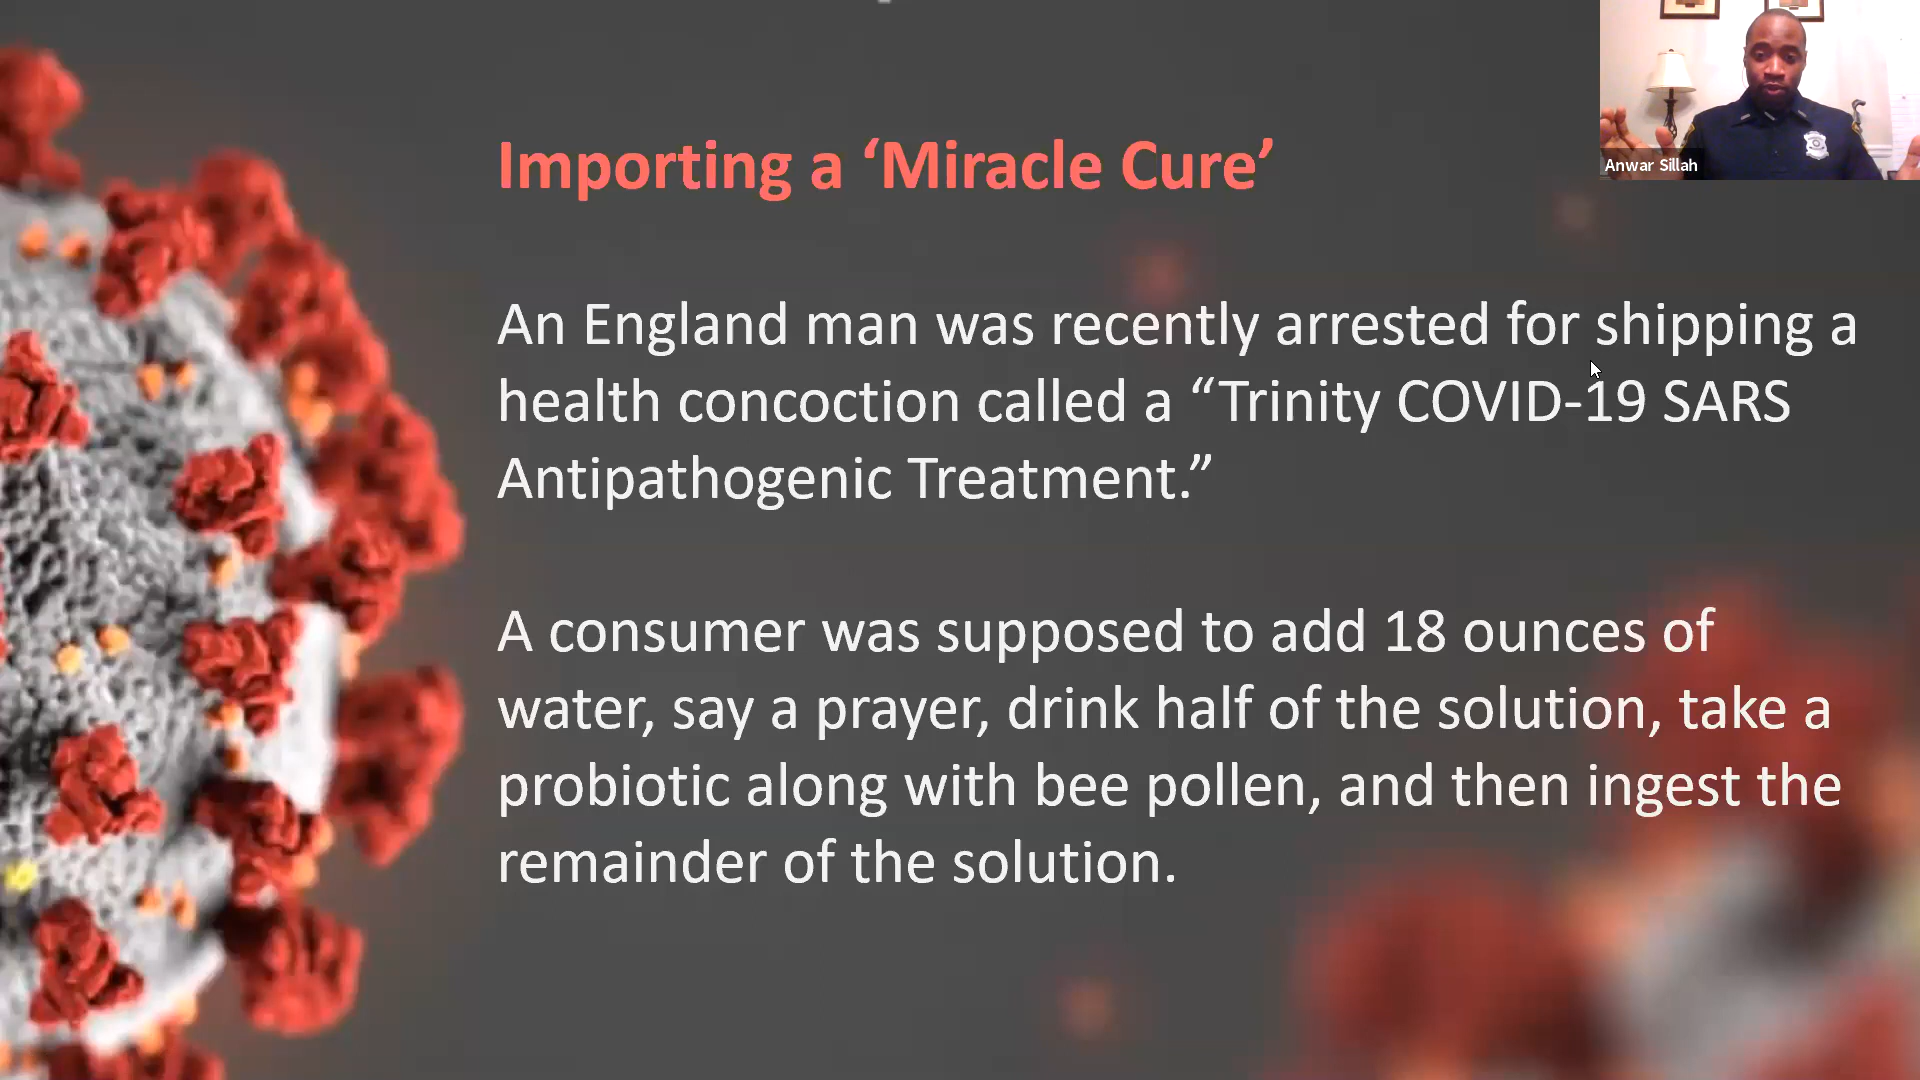 Importing a ‘Miracle Cure’
Anwar Sillah
An England man was recently arrested for shipping a
health concoction called a “Trinity COVID-19 SARS
Antipathogenic Treatment.”
A consumer was supposed to add 18 ounces of
water, say a prayer, drink half of the solution, take a
probiotic along with bee pollen, and then ingest the
remainder of the solution.